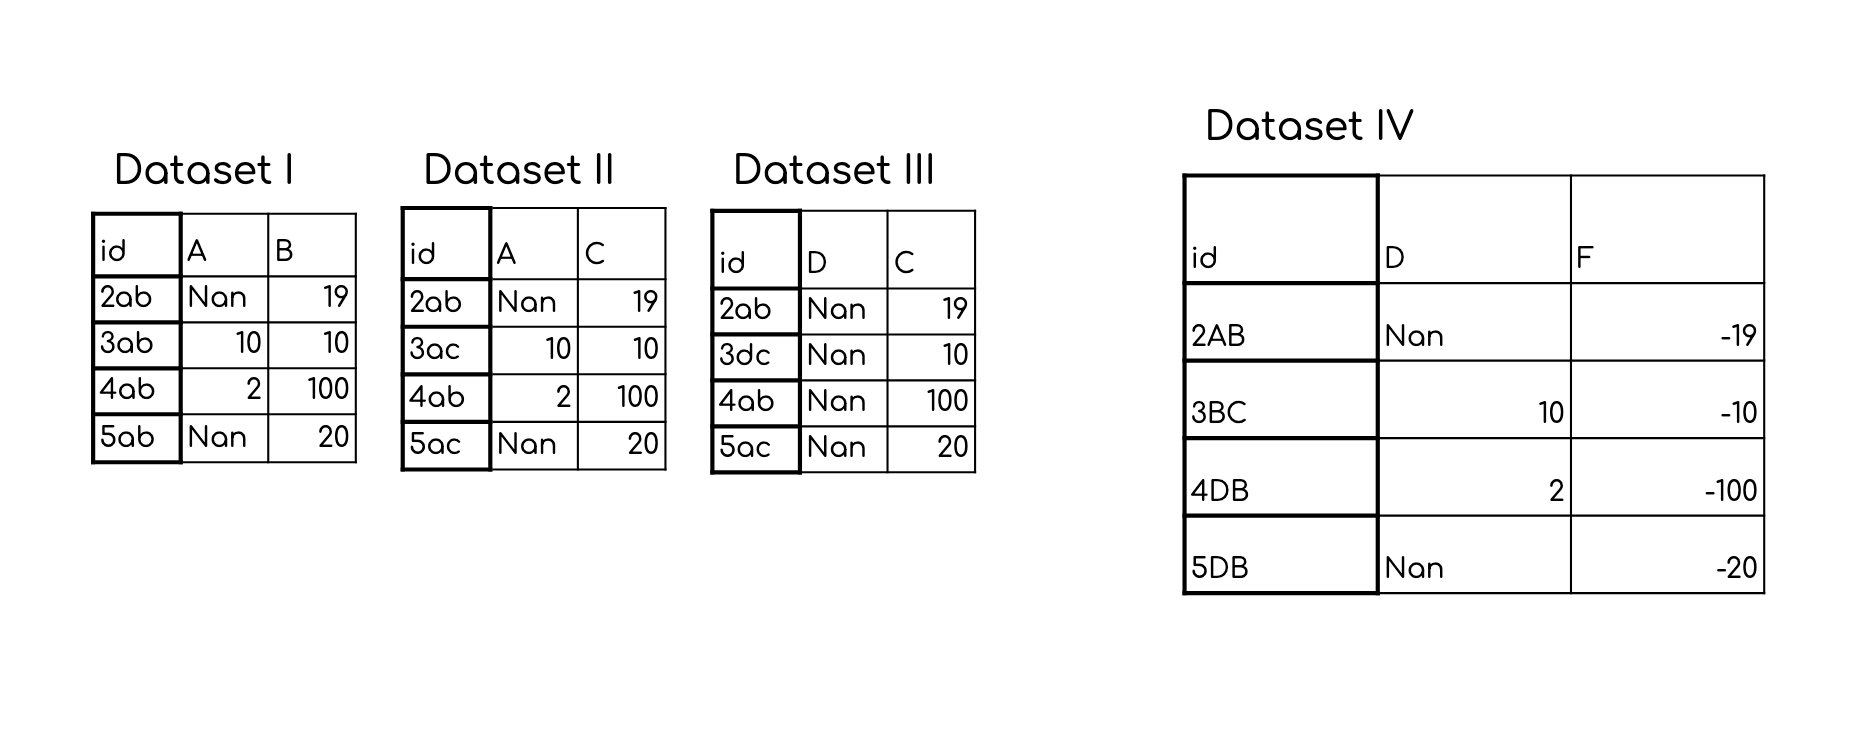 Dataset I
id A B
2ab Nan 19
3ab 10 10
4ab 2 100
5ab Nan 20
Dataset II
id A C
2ab Nan 19
3ac 10 10
4ab 2 100
5ac Nan 20
Dataset III
id D C
2ab Nan 19
3dc Nan 10
4ab Nan 100
5ac Nan 20
Dataset IV
id D F
2AB Nan -19
3BC 10 -10
4DB 2 -100
5DB Nan -20